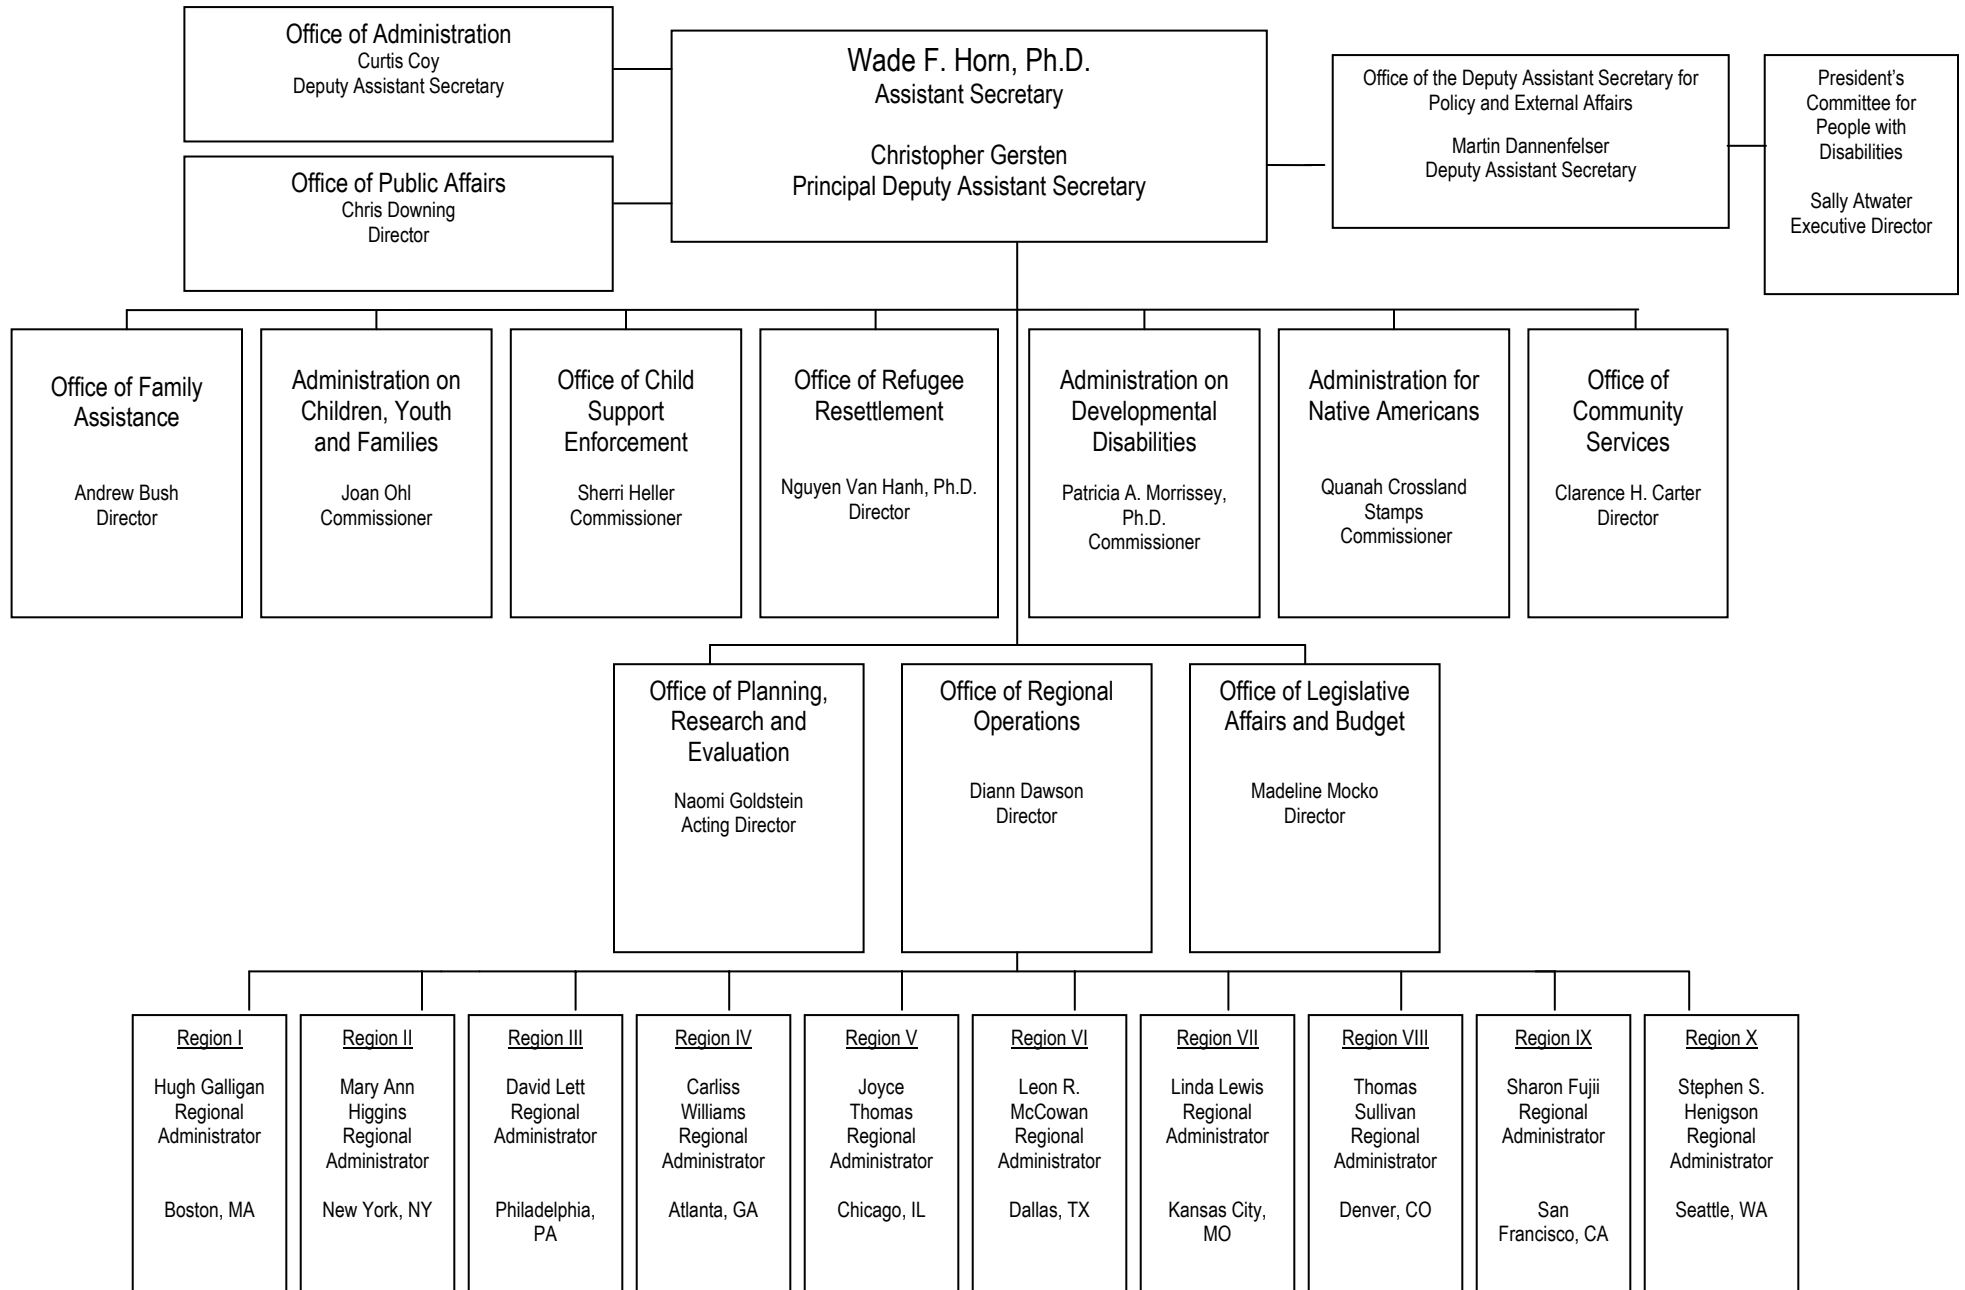 Office of Administration
Curtis Coy
Deputy Assistant Secretary
Office of Public Affairs
Chris Downing
Director
Wade F. Horn, Ph.D.
Assistant Secretary
Christopher Gersten
Principal Deputy Assistant Secretary
Office of the Deputy Assistant Secretary for
Policy and External Affairs
Martin Dannenfelser
Deputy Assistant Secretary
President’s
Committee for
People with
Disabilities
Sally Atwater
Executive Director
Office of Family
Assistance
Andrew Bush
Director
Administration on
Children, Youth
and Families
Joan Ohl
Commissioner
Office of Child
Support
Enforcement
Sherri Heller
Commissioner
Office of Refugee
Resettlement
Nguyen Van Hanh, Ph.D.
Director
Administration on
Developmental
Disabilities
Patricia A. Morrissey,
Ph.D.
Commissioner
Administration for
Native Americans
Quanah Crossland
Stamps
Commissioner
Office of
Community
Services
Clarence H. Carter
Director
Office of Planning,
Research and
Evaluation
Naomi Goldstein
Acting Director
Office of Regional
Operations
Diann Dawson
Director
Office of Legislative
Affairs and Budget
Madeline Mocko
Director
Region I
Hugh Galligan
Regional
Administrator
Boston, MA
Region II
Mary Ann
Higgins
Regional
Administrator
New York, NY
Region III
David Lett
Regional
Administrator
Philadelphia,
PA
Region IV
Carliss
Williams
Regional
Administrator
Atlanta, GA
Region V
Joyce
Thomas
Regional
Administrator
Chicago, IL
Region VI
Leon R.
McCowan
Regional
Administrator
Dallas, TX
Region VII
Linda Lewis
Regional
Administrator
Kansas City,
MO
Region VIII
Thomas
Sullivan
Regional
Administrator
Denver, CO
Region IX
Sharon Fujii
Regional
Administrator
San
Francisco, CA
Region X
Stephen S.
Henigson
Regional
Administrator
Seattle, WA